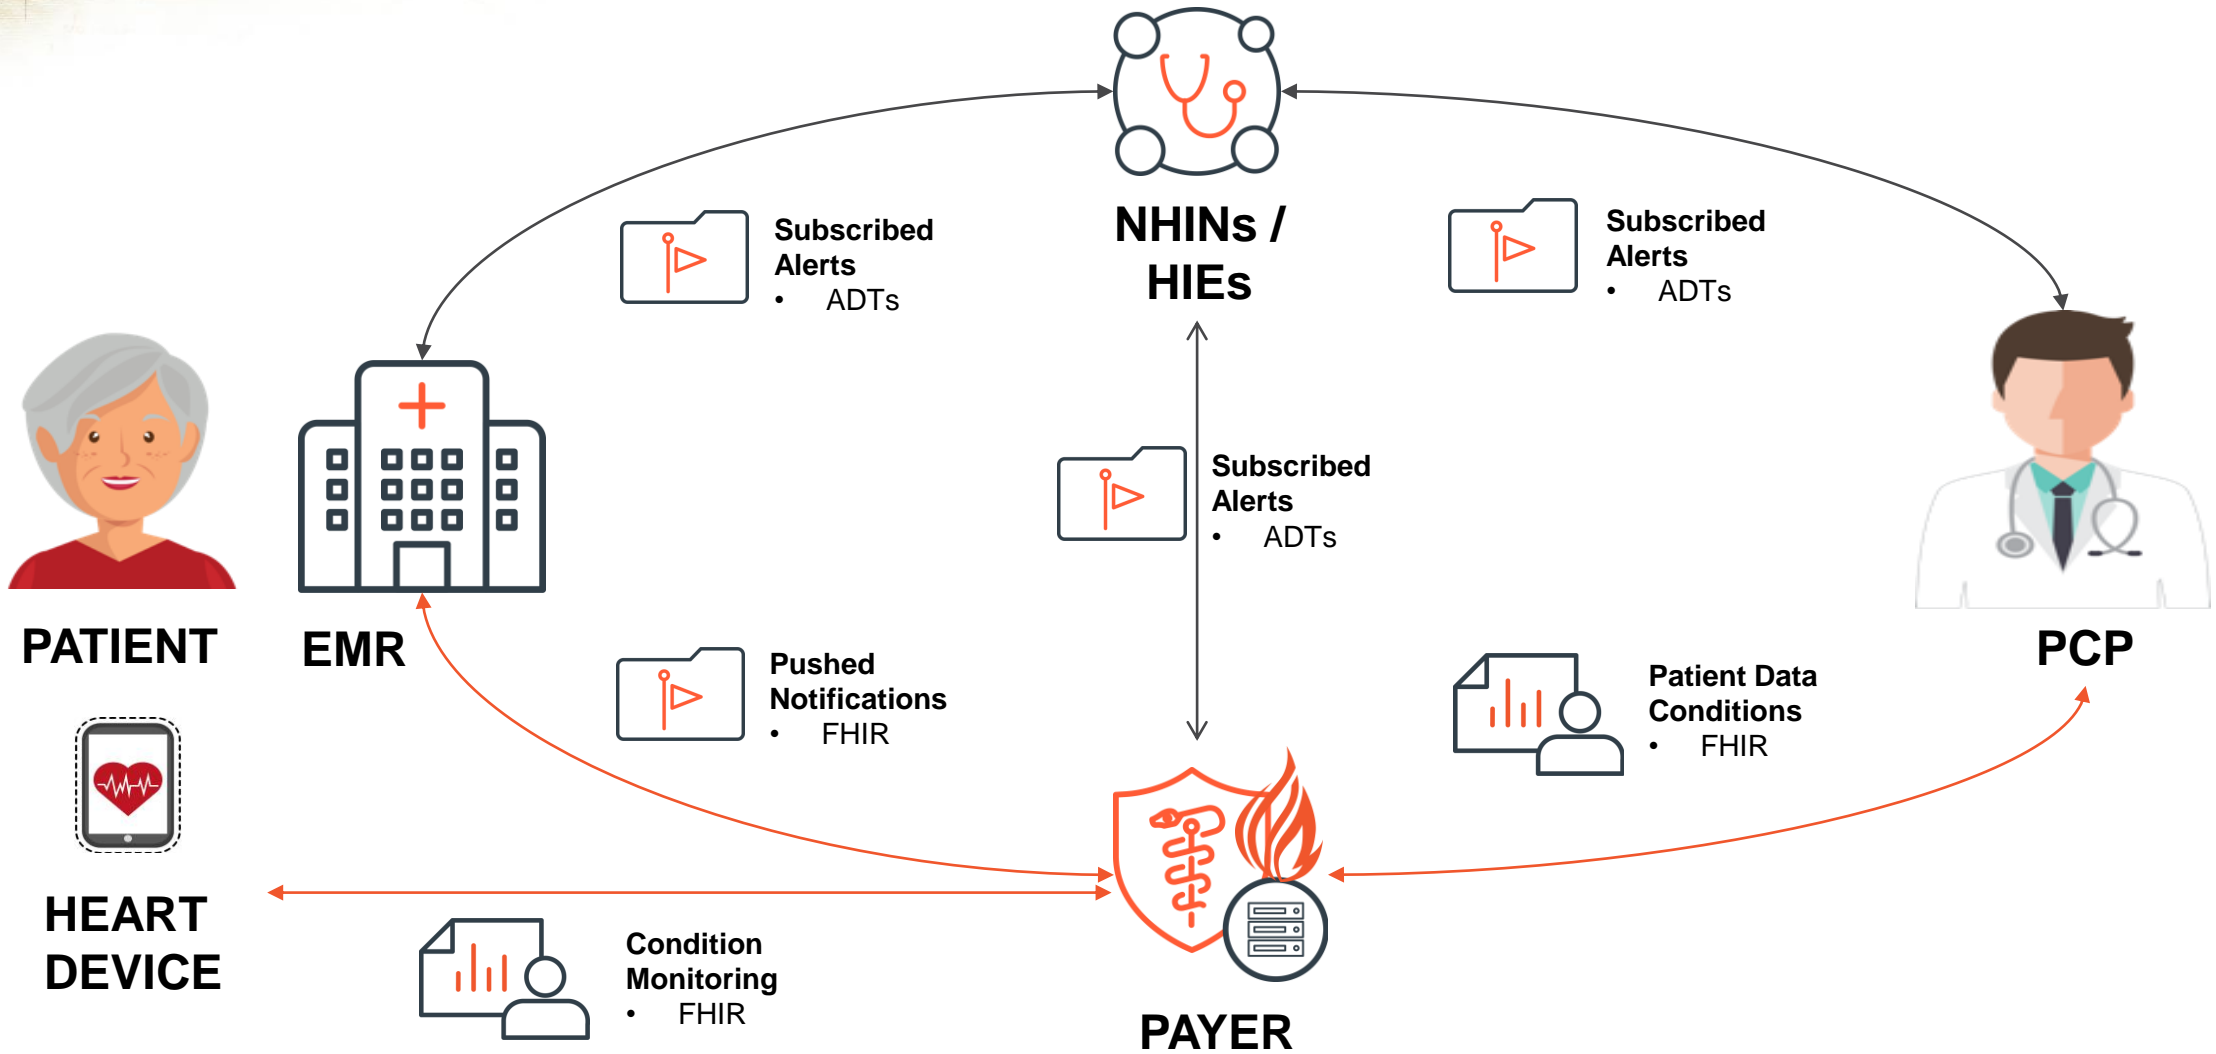 NHINs /
HIEs
Subscribed
Alerts
• ADTs
Subscribed
Alerts
• ADTs
Subscribed
Alerts
• ADTs
PATIENT
EMR
PCP
Pushed
Notifications
• FHIR
Patient Data
Conditions
• FHIR
HEART
DEVICE
Condition
Monitoring
• FHIR
PAYER